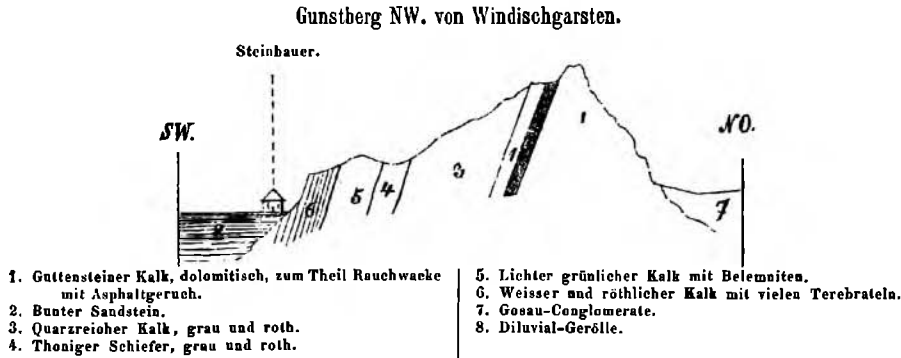 Gunstberg NW. von Windischgarsten.
Steinbauer.
SW.
NO.
1
1
3
4
5
6
7
8
1. Guttensteiner Kalk, dolomitisch, zum Theil Rauchwacke
mit Asphaltgeruch.
2. Bunter Sandstein.
3. Quarzreicher Kalk, grau und roth.
4. Thoniger Schiefer, grau und roth.
5. Lichter grünlicher Kalk mit Belemniten.
6. Weisser und röthlicher Kalk mit vielen Terebrateln.
7. Gosau-Conglomerate.
8. Diluvial-Gerölle.